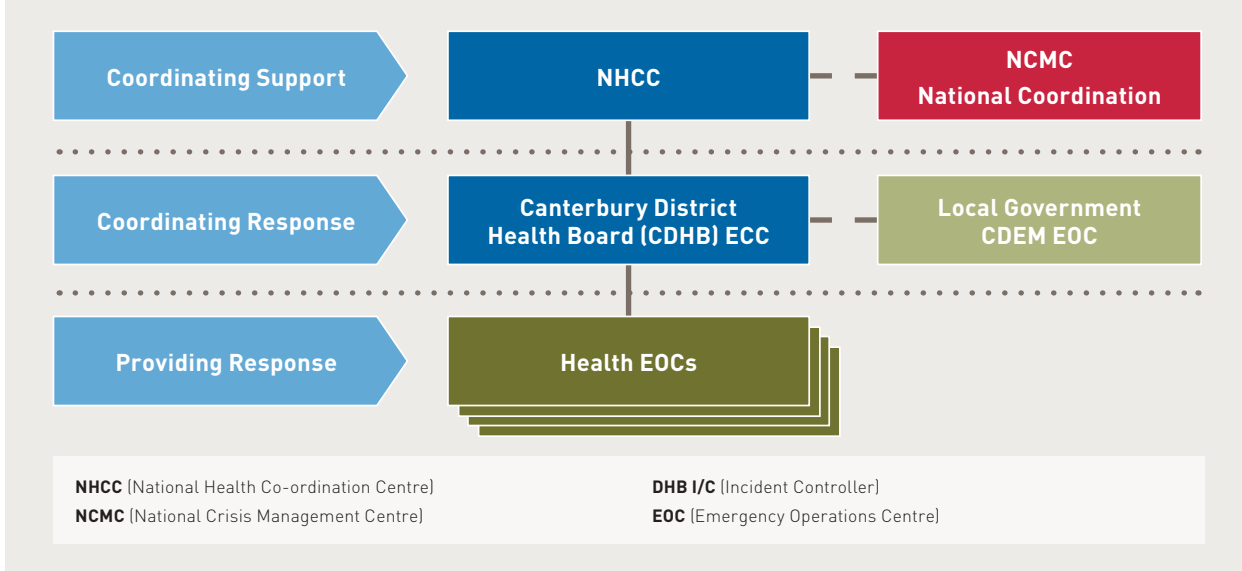 Coordinating Support
NHCC
NCMC
National Coordination
Coordinating Response
Canterbury District
Health Board (CDHB) ECC
Local Government
CDEM EOC
Providing Response
Health EOCs
NHCC (National Health Co-ordination Centre)
NCMC (National Crisis Management Centre)
DHB I/C (Incident Controller)
EOC (Emergency Operations Centre)